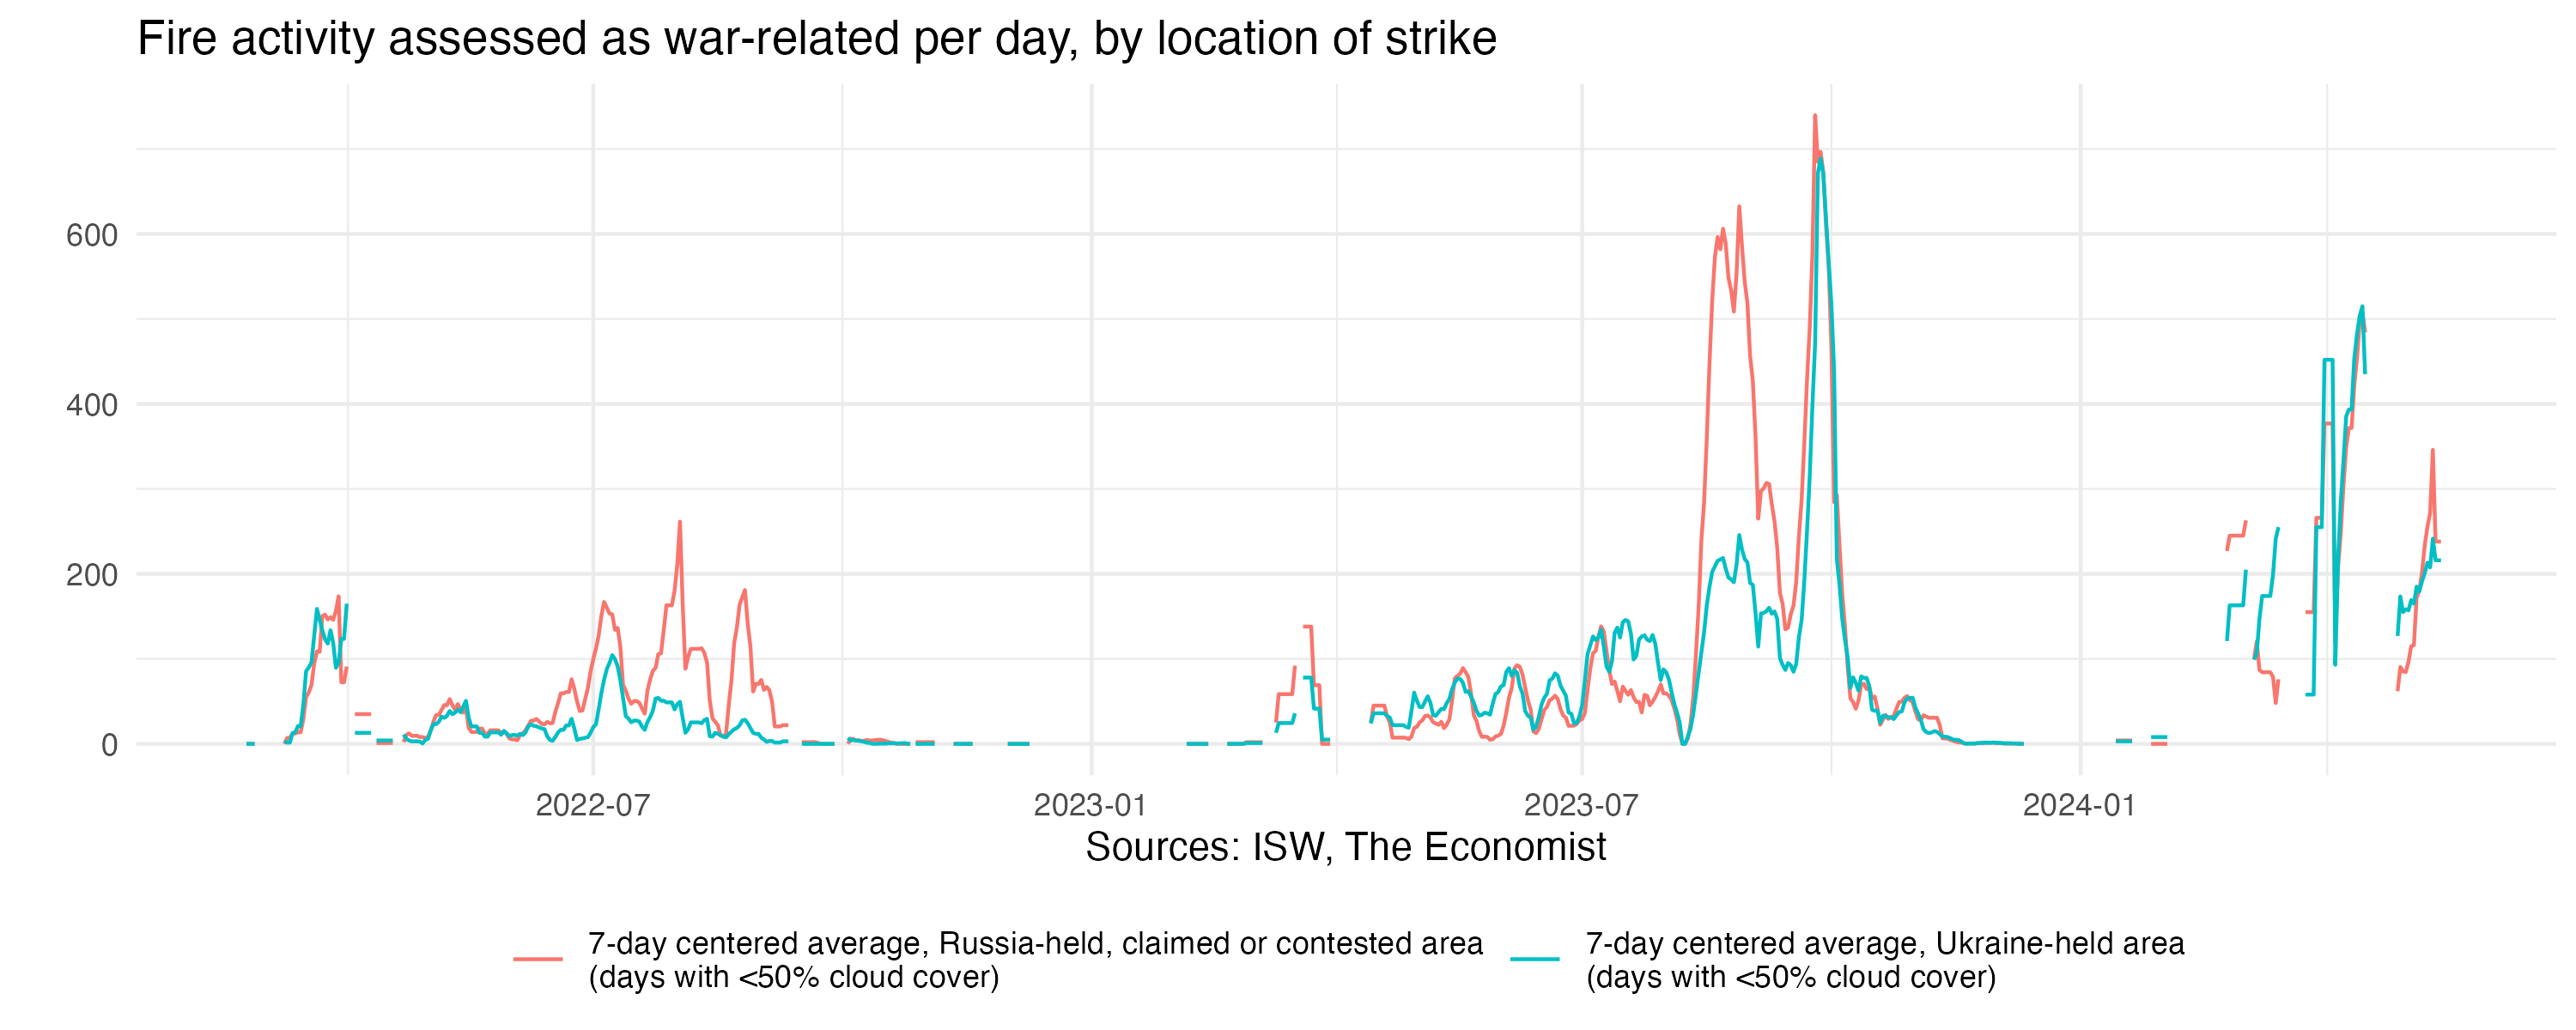 Fire activity assessed as war-related per day, by location of strike
600
400
200
0
2022-07
2023-01
2023-07
2024-01
Sources: ISW, The Economist
7-day centered average, Russia-held, claimed or contested area
(days with <50% cloud cover)
7-day centered average, Ukraine-held area
(days with <50% cloud cover)